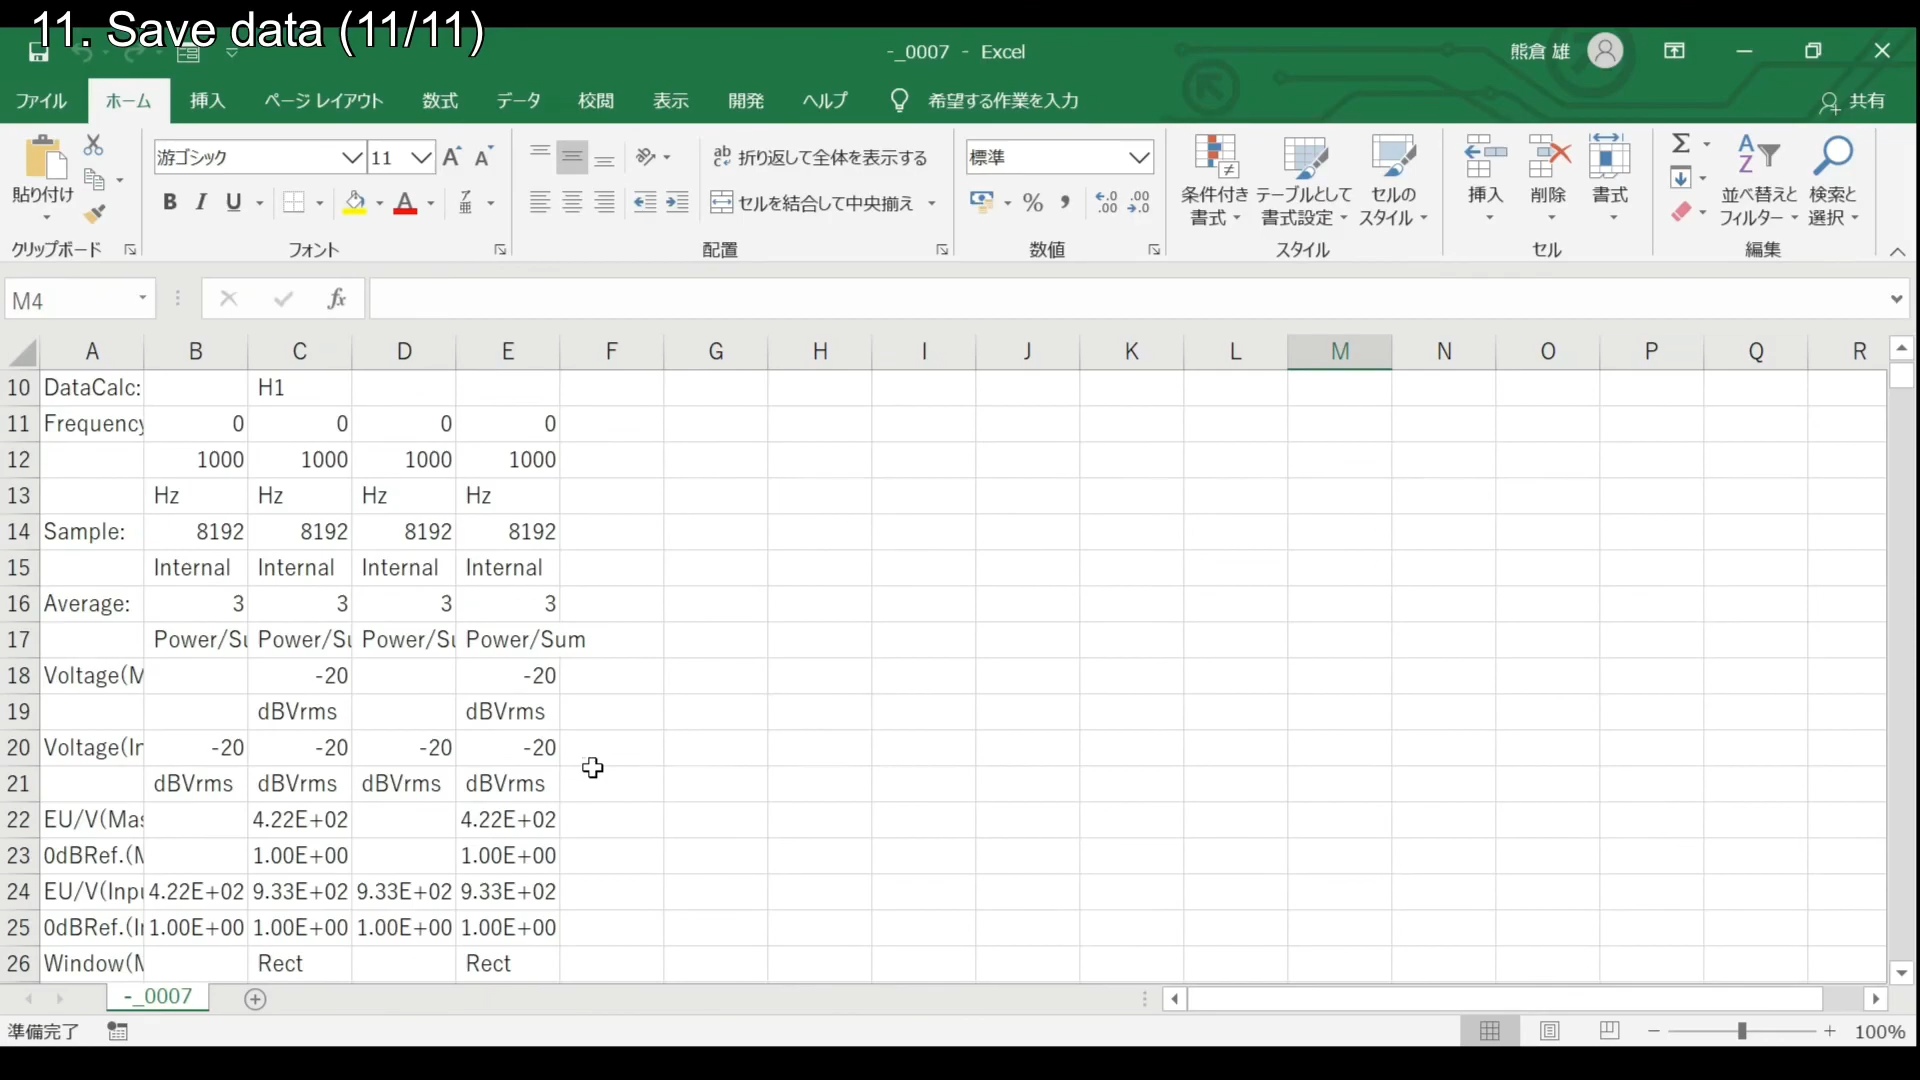 11. Save data (11/11)
-_0007 - Excel
熊倉 雄
ファイル ホーム 挿入 ページ レイアウト 数式 データ 校閲 表示 開発 ヘルプ 希望する作業を入力 共有
貼り付け
クリップボード
游ゴシック 11
B I U
フォント
折り返して全体を表示する
セルを結合して中央揃え
配置
標準
数値
条件付き書式
テーブルとして書式設定
セルのスタイル
スタイル
挿入 削除 書式
セル
並べ替えとフィルター
検索と選択
編集
M4 fx
A B C D E F G H I J K L M N O P Q R
10 DataCalc: H1
11 Frequency 0 0 0 0
12 1000 1000 1000 1000
13 Hz Hz Hz Hz
14 Sample: 8192 8192 8192 8192
15 Internal Internal Internal Internal
16 Average: 3 3 3 3
17 Power/Su Power/Su Power/Su Power/Sum
18 Voltage(M -20 -20
19 dBVrms dBVrms
20 Voltage(In -20 -20 -20 -20
21 dBVrms dBVrms dBVrms dBVrms
22 EU/V(Mas 4.22E+02 4.22E+02
23 0dBRef.(M 1.00E+00 1.00E+00
24 EU/V(Inpu 4.22E+02 9.33E+02 9.33E+02 9.33E+02
25 0dBRef.(In 1.00E+00 1.00E+00 1.00E+00 1.00E+00
26 Window(M Rect Rect
-_0007
準備完了 100%